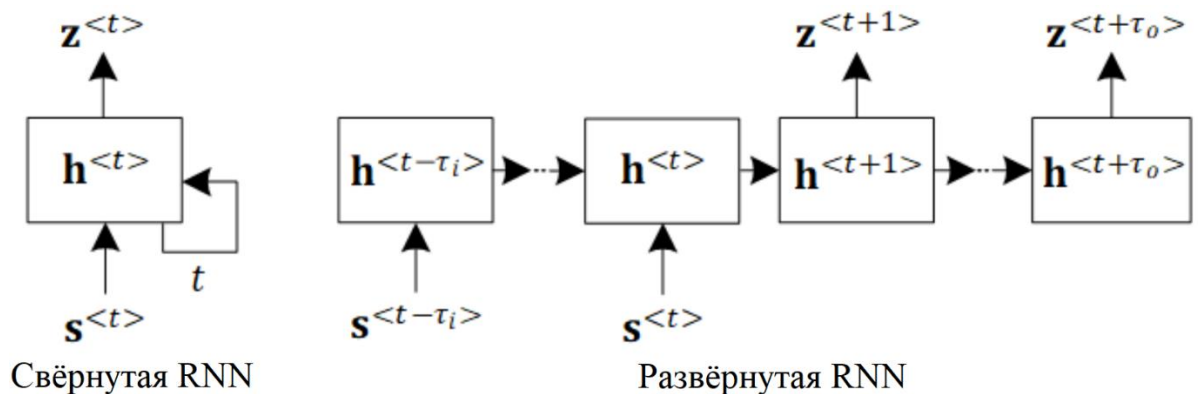 z<t> z<t+1> z<t+τₒ>
h<t> h<t−τᵢ> h<t> h<t+1> h<t+τₒ>
t
s<t> s<t−τᵢ> s<t>
Свёрнутая RNN Развёрнутая RNN